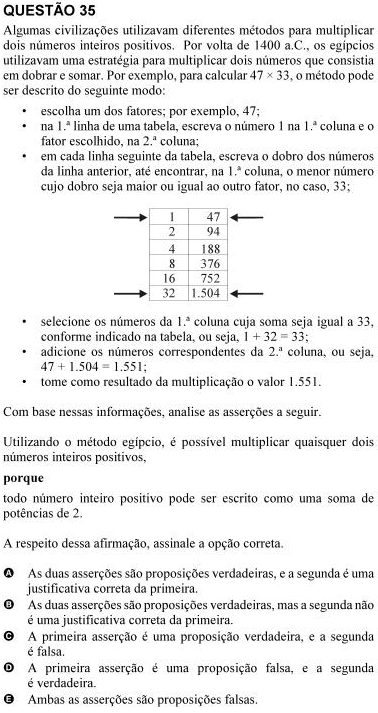 QUESTÃO 35
Algumas civilizações utilizavam diferentes métodos para multiplicar
dois números inteiros positivos. Por volta de 1400 a.C., os egípcios
utilizavam uma estratégia para multiplicar dois números que consistia
em dobrar e somar. Por exemplo, para calcular 47 × 33, o método pode
ser descrito do seguinte modo:
• escolha um dos fatores; por exemplo, 47;
• na 1.ª linha de uma tabela, escreva o número 1 na 1.ª coluna e o
fator escolhido, na 2.ª coluna;
• em cada linha seguinte da tabela, escreva o dobro dos números
da linha anterior, até encontrar, na 1.ª coluna, o menor número
cujo dobro seja maior ou igual ao outro fator, no caso, 33;
1 47
2 94
4 188
8 376
16 752
32 1.504
• selecione os números da 1.ª coluna cuja soma seja igual a 33,
conforme indicado na tabela, ou seja, 1 + 32 = 33;
• adicione os números correspondentes da 2.ª coluna, ou seja,
47 + 1.504 = 1.551;
• tome como resultado da multiplicação o valor 1.551.
Com base nessas informações, analise as asserções a seguir.
Utilizando o método egípcio, é possível multiplicar quaisquer dois
números inteiros positivos,
porque
todo número inteiro positivo pode ser escrito como uma soma de
potências de 2.
A respeito dessa afirmação, assinale a opção correta.
A As duas asserções são proposições verdadeiras, e a segunda é uma
justificativa correta da primeira.
B As duas asserções são proposições verdadeiras, mas a segunda não
é uma justificativa correta da primeira.
C A primeira asserção é uma proposição verdadeira, e a segunda
é falsa.
D A primeira asserção é uma proposição falsa, e a segunda
é verdadeira.
E Ambas as asserções são proposições falsas.